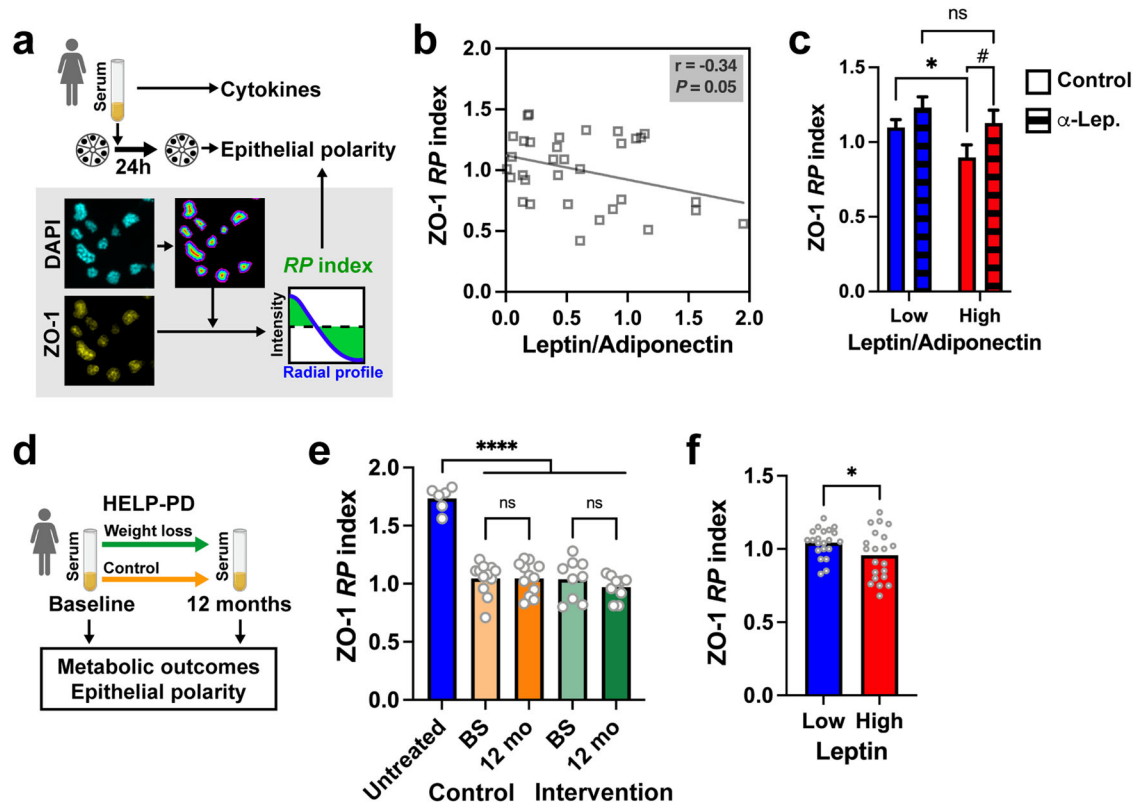 a
Serum
Cytokines
24h
Epithelial polarity
DAPI
ZO-1
RP index
Intensity
Radial profile
b
ZO-1 RP index
2.0
1.5
1.0
0.5
0.0
r = -0.34
P = 0.05
0.0 0.5 1.0 1.5 2.0
Leptin/Adiponectin
c
ZO-1 RP index
1.5
1.0
0.5
0.0
ns
* #
Control
α-Lep.
Low High
Leptin/Adiponectin
d
HELP-PD
Serum
Weight loss
Control
Serum
Baseline 12 months
Metabolic outcomes
Epithelial polarity
e
ZO-1 RP index
2.0
1.5
1.0
0.5
0.0
****
ns ns
Untreated BS 12 mo BS 12 mo
Control Intervention
f
ZO-1 RP index
1.5
1.0
0.5
0.0
*
Low High
Leptin